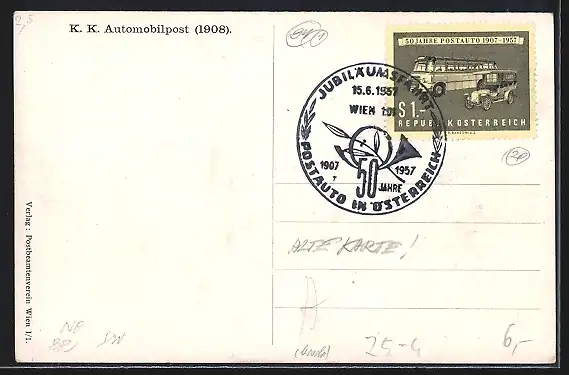 K. K. Automobilpost (1908).
50 JAHRE POSTAUTO 1907-1957
S 1.-
REPUBLIK ÖSTERREICH
JUBILÄUMSFAHRT
15.6.1957
WIEN 101
1907 1957
50
JAHRE
POSTAUTO IN ÖSTERREICH
Verlag: Postbeamtenverein Wien I/1.
ALTE KARTE!
25-4
6,-